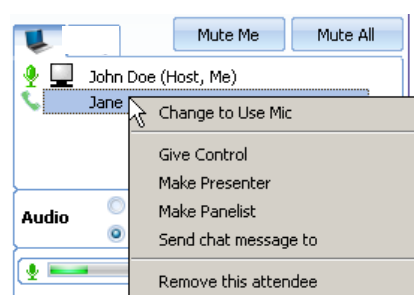 Mute Me Mute All
John Doe (Host, Me)
Jane
Change to Use Mic
Give Control
Make Presenter
Make Panelist
Audio
Send chat message to
Remove this attendee